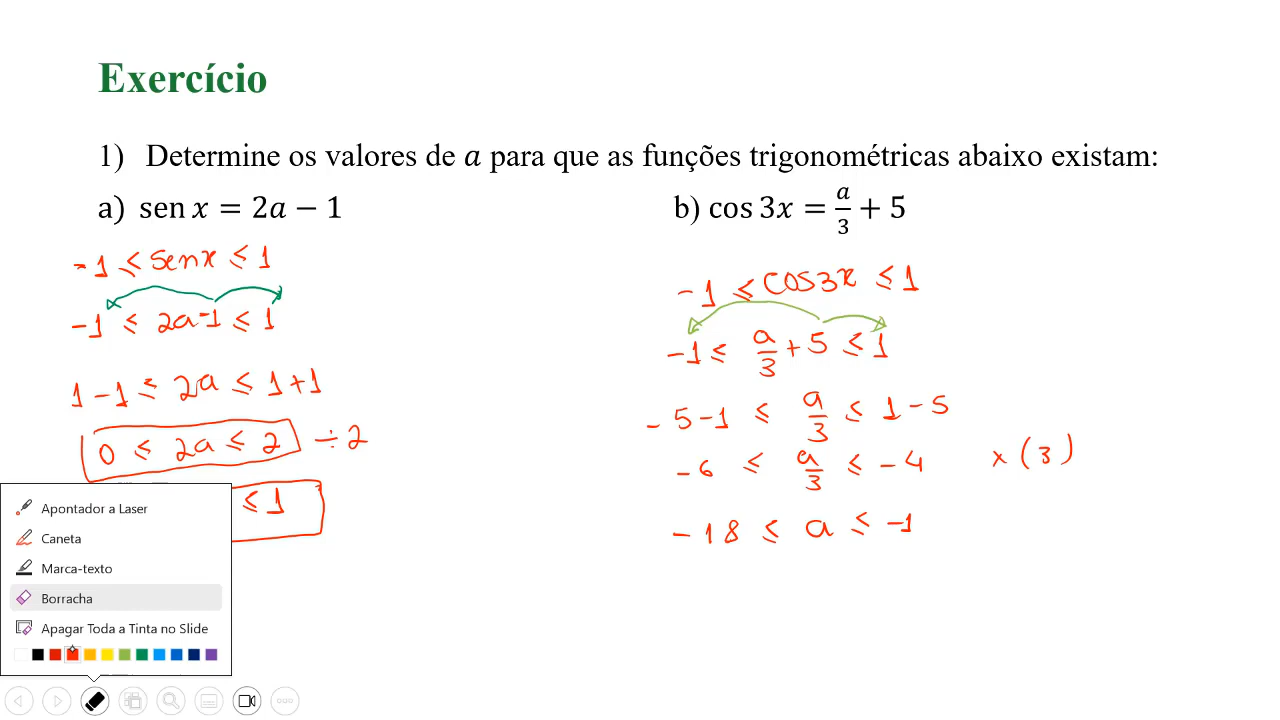 Exercício
1) Determine os valores de a para que as funções trigonométricas abaixo existam:
a) sen x = 2a − 1
b) cos 3x = a/3 + 5
-1 ≤ sen x ≤ 1
-1 ≤ 2a-1 ≤ 1
1 - 1 ≤ 2a ≤ 1 + 1
0 ≤ 2a ≤ 2 ÷ 2
≤ 1
-1 ≤ cos 3x ≤ 1
-1 ≤ a/3 + 5 ≤ 1
-5 -1 ≤ a/3 ≤ 1 - 5
-6 ≤ a/3 ≤ -4 x (3)
-18 ≤ a ≤ -1
Apontador a Laser
Caneta
Marca-texto
Borracha
Apagar Toda a Tinta no Slide